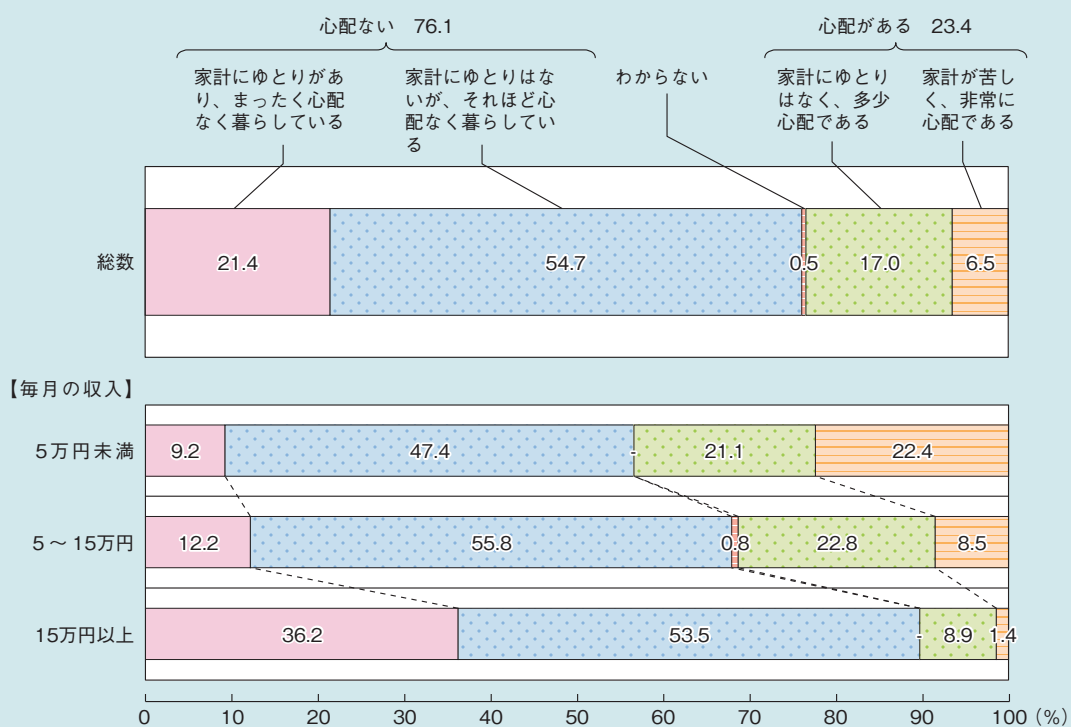 心配ない 76.1
心配がある 23.4
家計にゆとりがあ
り、まったく心配
なく暮らしている
家計にゆとりはな
いが、それほど心
配なく暮らしてい
る
わからない
家計にゆとり
はなく、多少
心配である
家計が苦し
く、非常に
心配である
総数
21.4
54.7
0.5
17.0
6.5
【毎月の収入】
5万円未満
9.2
47.4
-
21.1
22.4
5～15万円
12.2
55.8
0.8
22.8
8.5
15万円以上
36.2
53.5
-
8.9
1.4
0 10 20 30 40 50 60 70 80 90 100 (%)